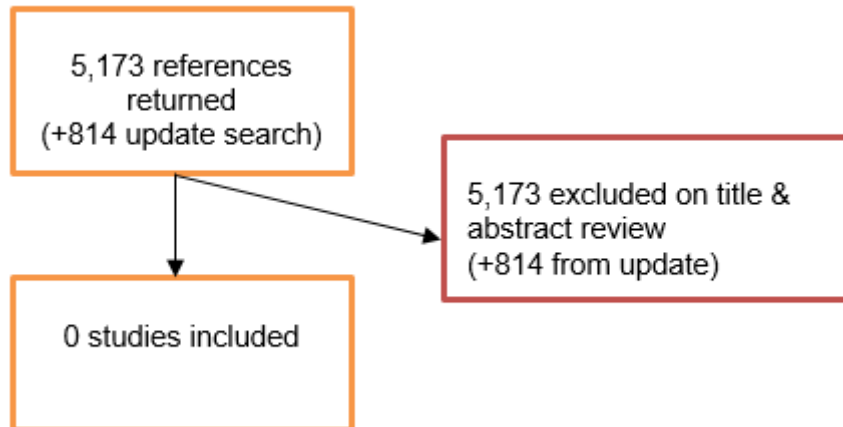 5,173 references
returned
(+814 update search)
5,173 excluded on title &
abstract review
(+814 from update)
0 studies included